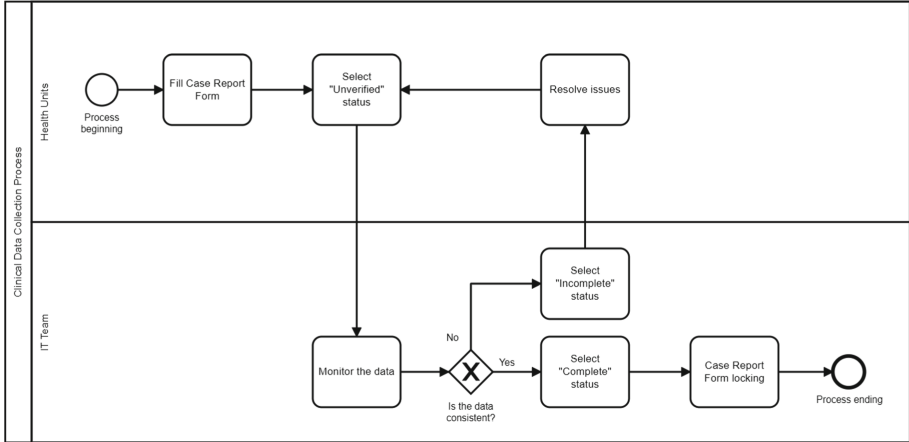 Clinical Data Collection Process
Health Units
Process
beginning
Fill Case Report
Form
Select
"Unverified"
status
Resolve issues
IT Team
Monitor the data
Is the data
consistent?
No
Yes
Select
"Incomplete"
status
Select
"Complete"
status
Case Report
Form locking
Process ending